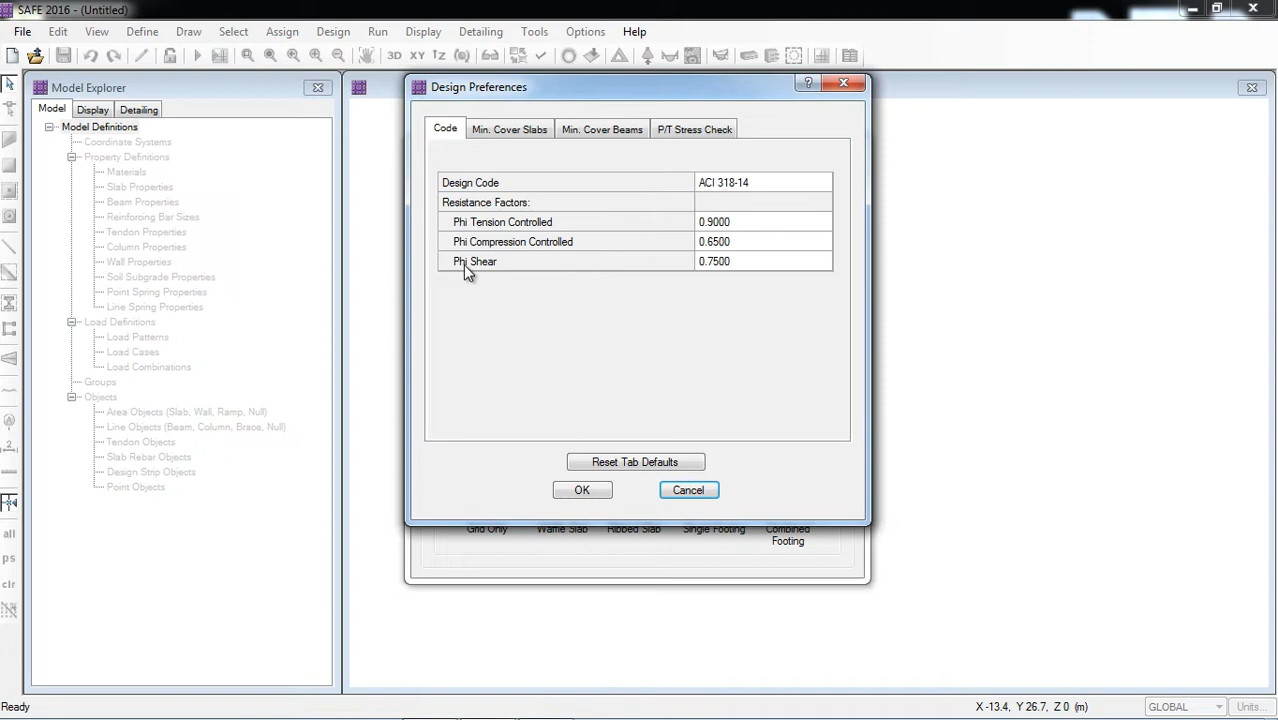 SAFE 2016 - (Untitled)
File Edit View Define Draw Select Assign Design Run Display Detailing Tools Options Help
3D XY
Model Explorer
Model Display Detailing
Model Definitions
Coordinate Systems
Property Definitions
Materials
Slab Properties
Beam Properties
Reinforcing Bar Sizes
Tendon Properties
Column Properties
Wall Properties
Soil Subgrade Properties
Point Spring Properties
Line Spring Properties
Load Definitions
Load Patterns
Load Cases
Load Combinations
Groups
Objects
Area Objects (Slab, Wall, Ramp, Null)
Line Objects (Beam, Column, Brace, Null)
Tendon Objects
Slab Rebar Objects
Design Strip Objects
Point Objects
all
ps
clr
Design Preferences
Code Min. Cover Slabs Min. Cover Beams P/T Stress Check
Design Code ACI 318-14
Resistance Factors:
Phi Tension Controlled 0.9000
Phi Compression Controlled 0.6500
Phi Shear 0.7500
Reset Tab Defaults
OK Cancel
Grid Only Waffle Slab Ribbed Slab Single Footing Combined
Footing
Ready X -13.4, Y 26.7, Z 0 (m) GLOBAL Units...